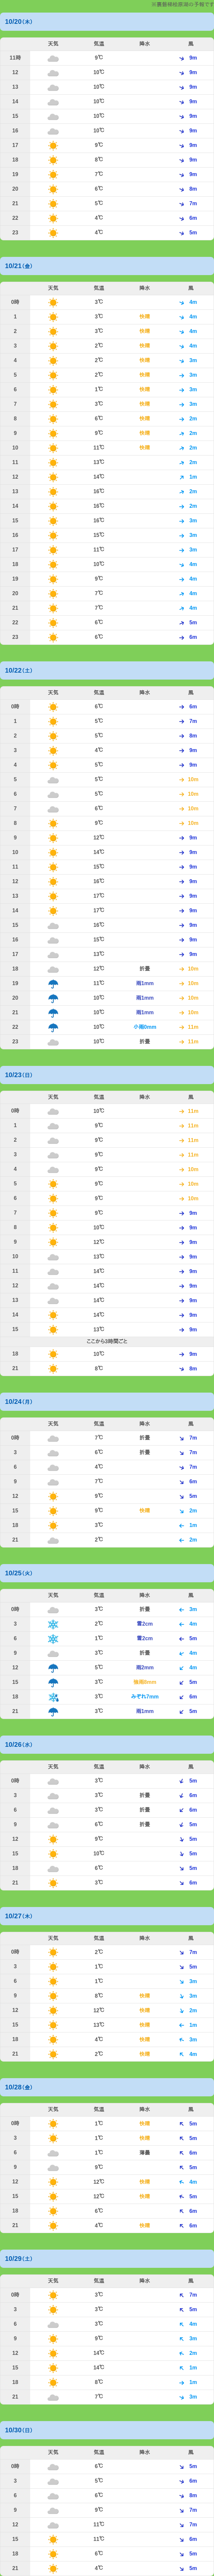 10/20(木)
天気 気温 降水 風
11時 9℃ 9m
12 10℃ 9m
13 10℃ 9m
14 10℃ 9m
15 10℃ 9m
16 10℃ 9m
17 9℃ 9m
18 8℃ 9m
19 7℃ 9m
20 6℃ 8m
21 5℃ 7m
22 4℃ 6m
23 4℃ 5m
10/21(金)
天気 気温 降水 風
0時 3℃ 4m
1 3℃ 快晴 4m
2 3℃ 快晴 4m
3 2℃ 快晴 4m
4 2℃ 快晴 3m
5 2℃ 快晴 3m
6 1℃ 快晴 3m
7 3℃ 快晴 3m
8 6℃ 快晴 2m
9 9℃ 快晴 2m
10 11℃ 快晴 2m
11 13℃ 2m
12 14℃ 1m
13 16℃ 2m
14 16℃ 2m
15 16℃ 3m
16 15℃ 3m
17 11℃ 3m
18 10℃ 4m
19 9℃ 4m
20 7℃ 4m
21 7℃ 4m
22 6℃ 5m
23 6℃ 6m
10/22(土)
天気 気温 降水 風
0時 6℃ 6m
1 5℃ 7m
2 5℃ 8m
3 4℃ 9m
4 5℃ 9m
5 5℃ 10m
6 5℃ 10m
7 6℃ 10m
8 9℃ 10m
9 12℃ 9m
10 14℃ 9m
11 15℃ 9m
12 16℃ 9m
13 17℃ 9m
14 17℃ 9m
15 16℃ 9m
16 15℃ 9m
17 13℃ 9m
18 12℃ 折曇 10m
19 11℃ 雨1mm 10m
20 10℃ 雨1mm 10m
21 10℃ 雨1mm 10m
22 10℃ 小雨0mm 11m
23 10℃ 折曇 11m
10/23(日)
天気 気温 降水 風
0時 10℃ 11m
1 9℃ 11m
2 9℃ 11m
3 9℃ 11m
4 9℃ 10m
5 9℃ 10m
6 9℃ 10m
7 9℃ 9m
8 10℃ 9m
9 12℃ 9m
10 13℃ 9m
11 14℃ 9m
12 14℃ 9m
13 14℃ 9m
14 14℃ 9m
15 13℃ 9m
ここから3時間ごと
18 10℃ 9m
21 8℃ 8m
10/24(月)
天気 気温 降水 風
0時 7℃ 折曇 7m
3 6℃ 折曇 7m
6 4℃ 7m
9 7℃ 6m
12 9℃ 5m
15 9℃ 快晴 2m
18 3℃ 1m
21 2℃ 2m
10/25(火)
天気 気温 降水 風
0時 3℃ 折曇 3m
3 2℃ 雪2cm 4m
6 1℃ 雪2cm 5m
9 3℃ 折曇 4m
12 5℃ 雨2mm 4m
15 3℃ 5m
18 3℃ みぞれ7mm 6m
21 3℃ 雨1mm 5m
10/26(水)
天気 気温 降水 風
0時 3℃ 5m
3 3℃ 折曇 6m
6 3℃ 折曇 6m
9 6℃ 折曇 5m
12 9℃ 5m
15 10℃ 5m
18 6℃ 5m
21 3℃ 6m
10/27(木)
天気 気温 降水 風
0時 2℃ 7m
3 1℃ 5m
6 1℃ 3m
9 8℃ 快晴 3m
12 12℃ 快晴 2m
15 13℃ 快晴 1m
18 4℃ 快晴 3m
21 2℃ 快晴 4m
10/28(金)
天気 気温 降水 風
0時 1℃ 快晴 5m
3 1℃ 快晴 5m
6 1℃ 薄曇 6m
9 9℃ 5m
12 12℃ 快晴 4m
15 12℃ 快晴 5m
18 6℃ 6m
21 4℃ 快晴 6m
10/29(土)
天気 気温 降水 風
0時 3℃ 7m
3 3℃ 5m
6 3℃ 4m
9 9℃ 3m
12 14℃ 2m
15 14℃ 1m
18 8℃ 1m
21 7℃ 3m
10/30(日)
天気 気温 降水 風
0時 6℃ 5m
3 5℃ 6m
6 6℃ 8m
9 9℃ 7m
12 11℃ 7m
15 11℃ 6m
18 6℃ 5m
21 4℃ 5m